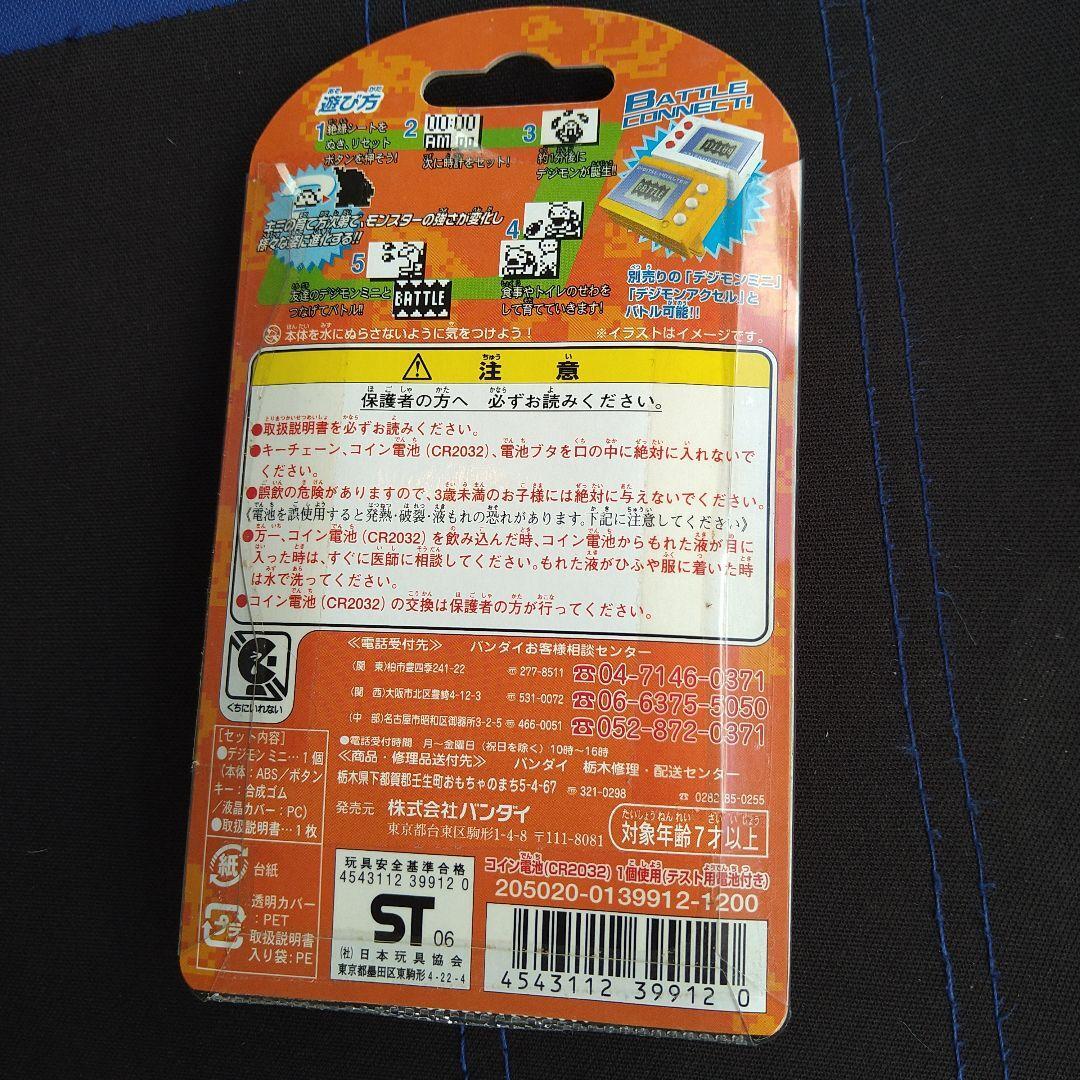 遊び方
1 絶縁シートを
ぬき、リセット
ボタンを押そう!
2
00:00
AM
次に時計をセット!
3
約1分後に
デジモンが誕生!
BATTLE
CONNECT!
BATTLE
キミの育て方次第で、モンスターの強さが変化し
様々な姿に進化する!!
4
食事やトイレのせわを
して育てていきます!
5
友達のデジモンミニと
つなげてバトル!!
BATTLE
別売りの「デジモンミニ」
「デジモンアクセル」と
バトル可能!!
本体を水にぬらさないように気をつけよう!
※イラストはイメージです。
注意
保護者の方へ 必ずお読みください。
●取扱説明書を必ずお読みください。
●キーチェーン、コイン電池(CR2032)、電池ブタを口の中に絶対に入れないで
ください。
●誤飲の危険がありますので、3歳未満のお子様には絶対に与えないでください。
《電池を誤使用すると発熱・破裂・液もれの恐れがあります。下記に注意してください》
●万一、コイン電池(CR2032)を飲み込んだ時、コイン電池からもれた液が目に
入った時は、すぐに医師に相談してください。もれた液がひふや服に着いた時
は水で洗ってください。
●コイン電池(CR2032)の交換は保護者の方が行ってください。
くちにいれない
≪電話受付先≫ バンダイお客様相談センター
(関 東)柏市豊四季241-22 〒277-8511 ☎04-7146-0371
(関 西)大阪市北区豊崎4-12-3 〒531-0072 ☎06-6375-5050
(中 部)名古屋市昭和区御器所3-2-5 〒466-0051 ☎052-872-0371
●電話受付時間 月~金曜日(祝日を除く)10時~16時
≪商品・修理品送付先≫ バンダイ 栃木修理・配送センター
栃木県下都賀郡壬生町おもちゃのまち5-4-67 〒321-0298 ☎0282-85-0255
発売元 株式会社バンダイ
東京都台東区駒形1-4-8 〒111-8081
対象年齢7才以上
[セット内容]
●デジモンミニ…1個
(本体:ABS/ボタン
キー:合成ゴム
/液晶カバー:PC)
●取扱説明書…1枚
紙
台紙
プラ
透明カバー
:PET
取扱説明書
入り袋:PE
玩具安全基準合格
4543112 39912 0
ST 06
(社)日本玩具協会
東京都墨田区東駒形4-22-4
コイン電池(CR2032)1個使用(テスト用電池付き)
205020-0139912-1200
4543112 39912 0